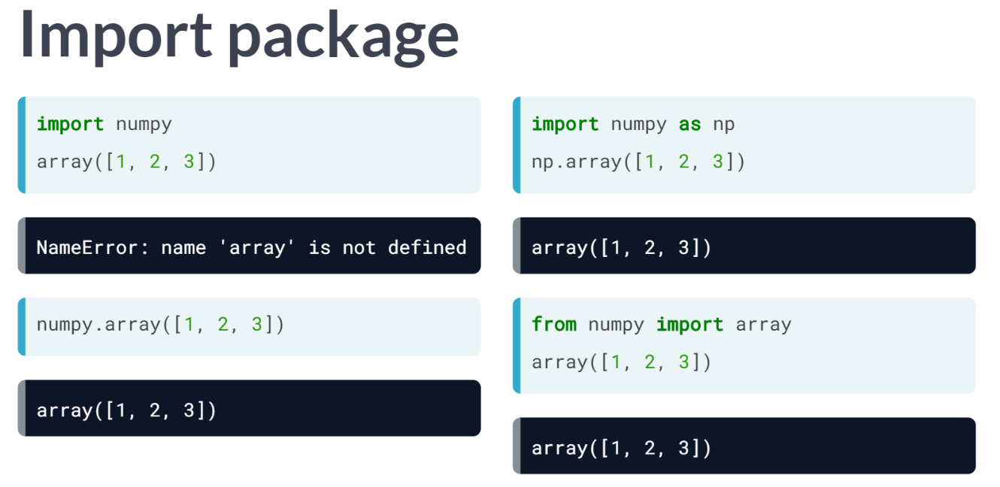 Import package
import numpy
array([1, 2, 3])
NameError: name 'array' is not defined
numpy.array([1, 2, 3])
array([1, 2, 3])
import numpy as np
np.array([1, 2, 3])
array([1, 2, 3])
from numpy import array
array([1, 2, 3])
array([1, 2, 3])